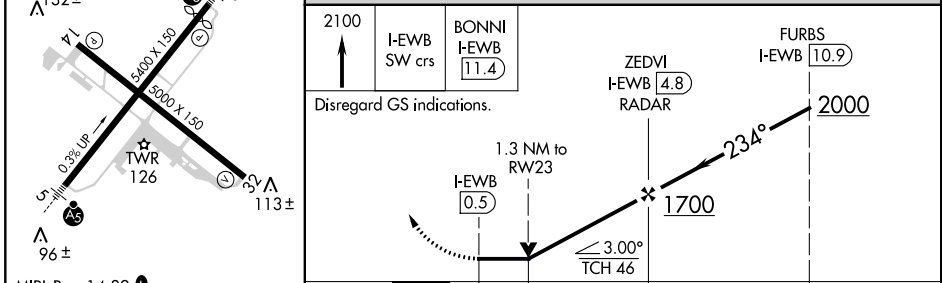 132±
14
P
P
5400 X 150
5000 X 150
0.3% UP
TWR
126
V
5
32
A5
113±
96±
2100
I-EWB
SW crs
BONNI
I-EWB
11.4
Disregard GS indications.
FURBS
I-EWB 10.9
ZEDVI
I-EWB 4.8
RADAR
2000
234°
1.3 NM to
RW23
I-EWB
0.5
1700
3.00°
TCH 46